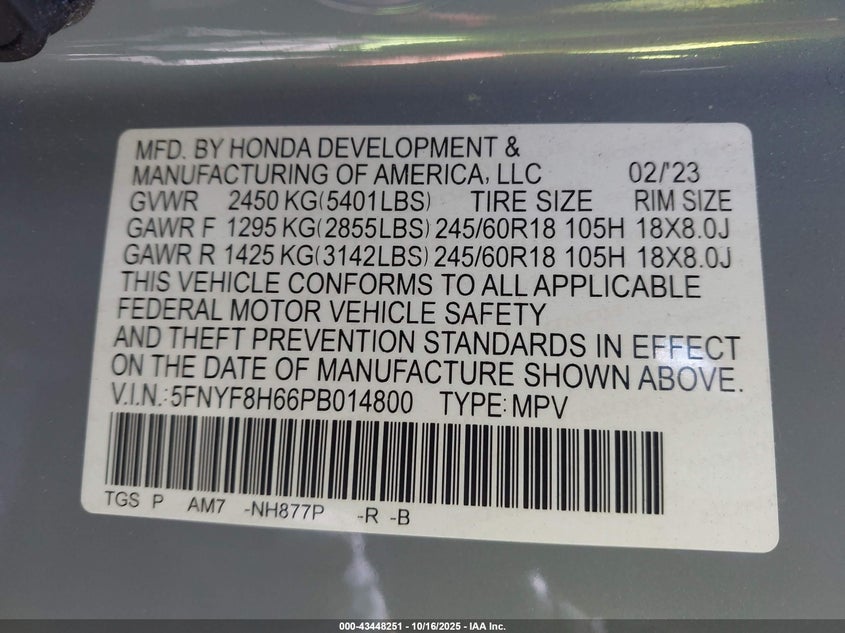 MFD. BY HONDA DEVELOPMENT &
MANUFACTURING OF AMERICA, LLC 02/'23
GVWR 2450 KG(5401LBS) TIRE SIZE RIM SIZE
GAWR F 1295 KG(2855LBS) 245/60R18 105H 18X8.0J
GAWR R 1425 KG(3142LBS) 245/60R18 105H 18X8.0J
THIS VEHICLE CONFORMS TO ALL APPLICABLE
FEDERAL MOTOR VEHICLE SAFETY
AND THEFT PREVENTION STANDARDS IN EFFECT
ON THE DATE OF MANUFACTURE SHOWN ABOVE.
V.I.N.:5FNYF8H66PB014800 TYPE:MPV
TGS P AM7 -NH877P -R -B
000-43448251 - 10/16/2025 - IAA Inc.